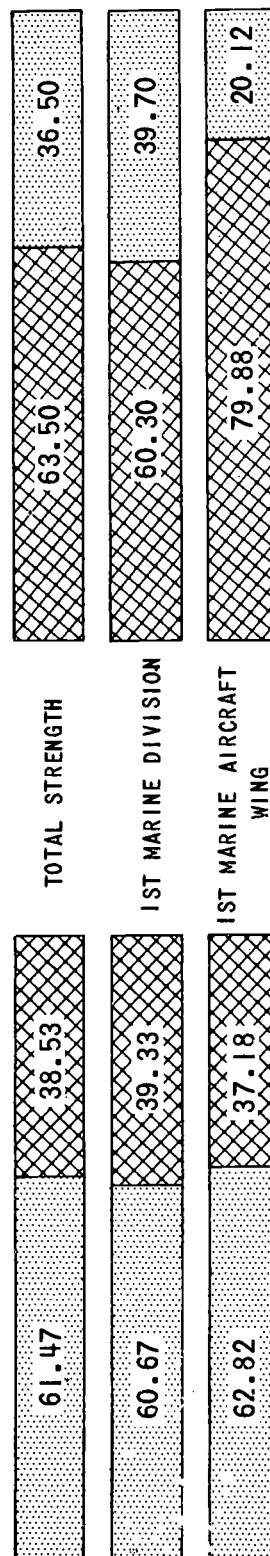 61.47 38.53 TOTAL STRENGTH 63.50 36.50
60.67 39.33 1ST MARINE DIVISION 60.30 39.70
62.82 37.18 1ST MARINE AIRCRAFT WING 79.88 20.12